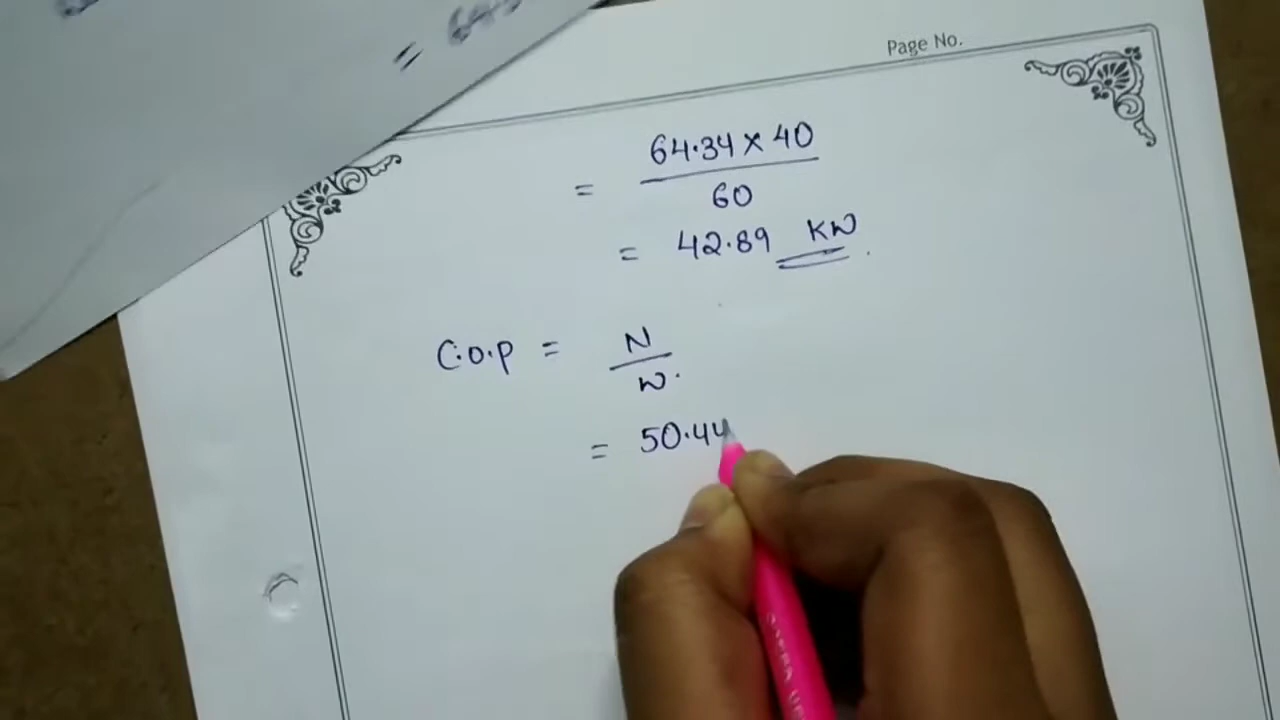 Page No.
= 64.34 × 40
60
= 42.89 KW.
C.O.P = N
W.
= 50.44